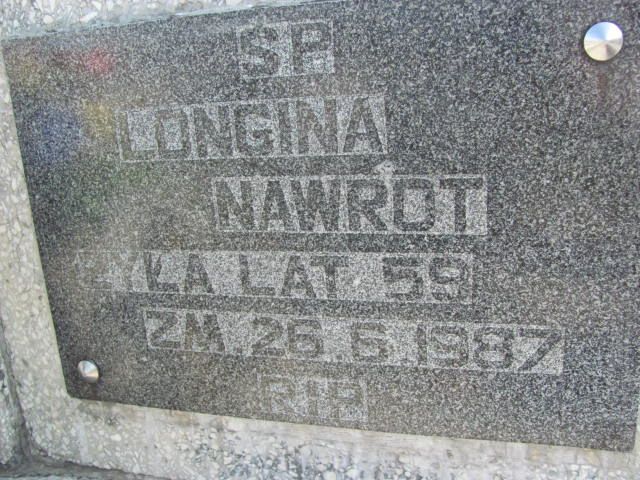 ŚP.
LONGINA
NAWROT
ŻYŁA LAT 59
ZM. 26.6.1987
RIP